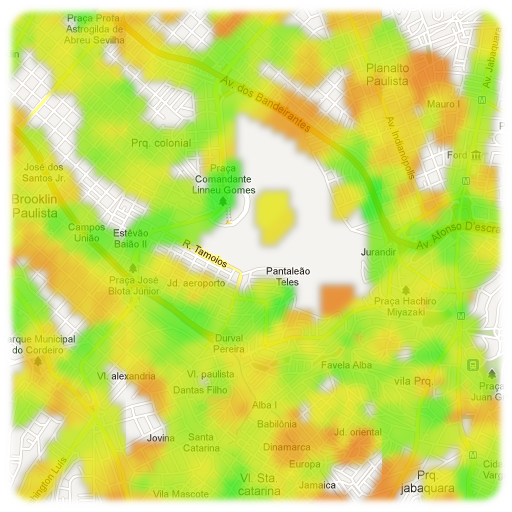 Praça Profa
Astrogilda de
Abreu Sevilha
Av. dos Bandeirantes
Planalto
Paulista
Av. Jabaquara
Mauro I
Prq. colonial
Av. Indianópolis
Ford
José dos
Santos Jr.
Praça
Comandante
Linneu Gomes
Brooklin
Paulista
Campos
União
Estêvão
Baião II
R. Tamoios
Jurandir
Av. Afonso D'escra
Pantaleão
Teles
Praça José
Blota Júnior
Jd. aeroporto
Praça Hachiro
Miyazaki
arque Municipal
do Cordeiro
Durval
Pereira
Favela Alba
Vl. alexandria
Vl. paulista
Dantas Filho
vila Prq.
Praça
Juan G
Alba I
Babilônia
Jovina
Santa
Catarina
Dinamarca
Jd. oriental
Europa
Cida
Varg
hington Luís
Vl. Sta.
catarina
Jamaica
Prq.
jabaquara
Vila Mascote